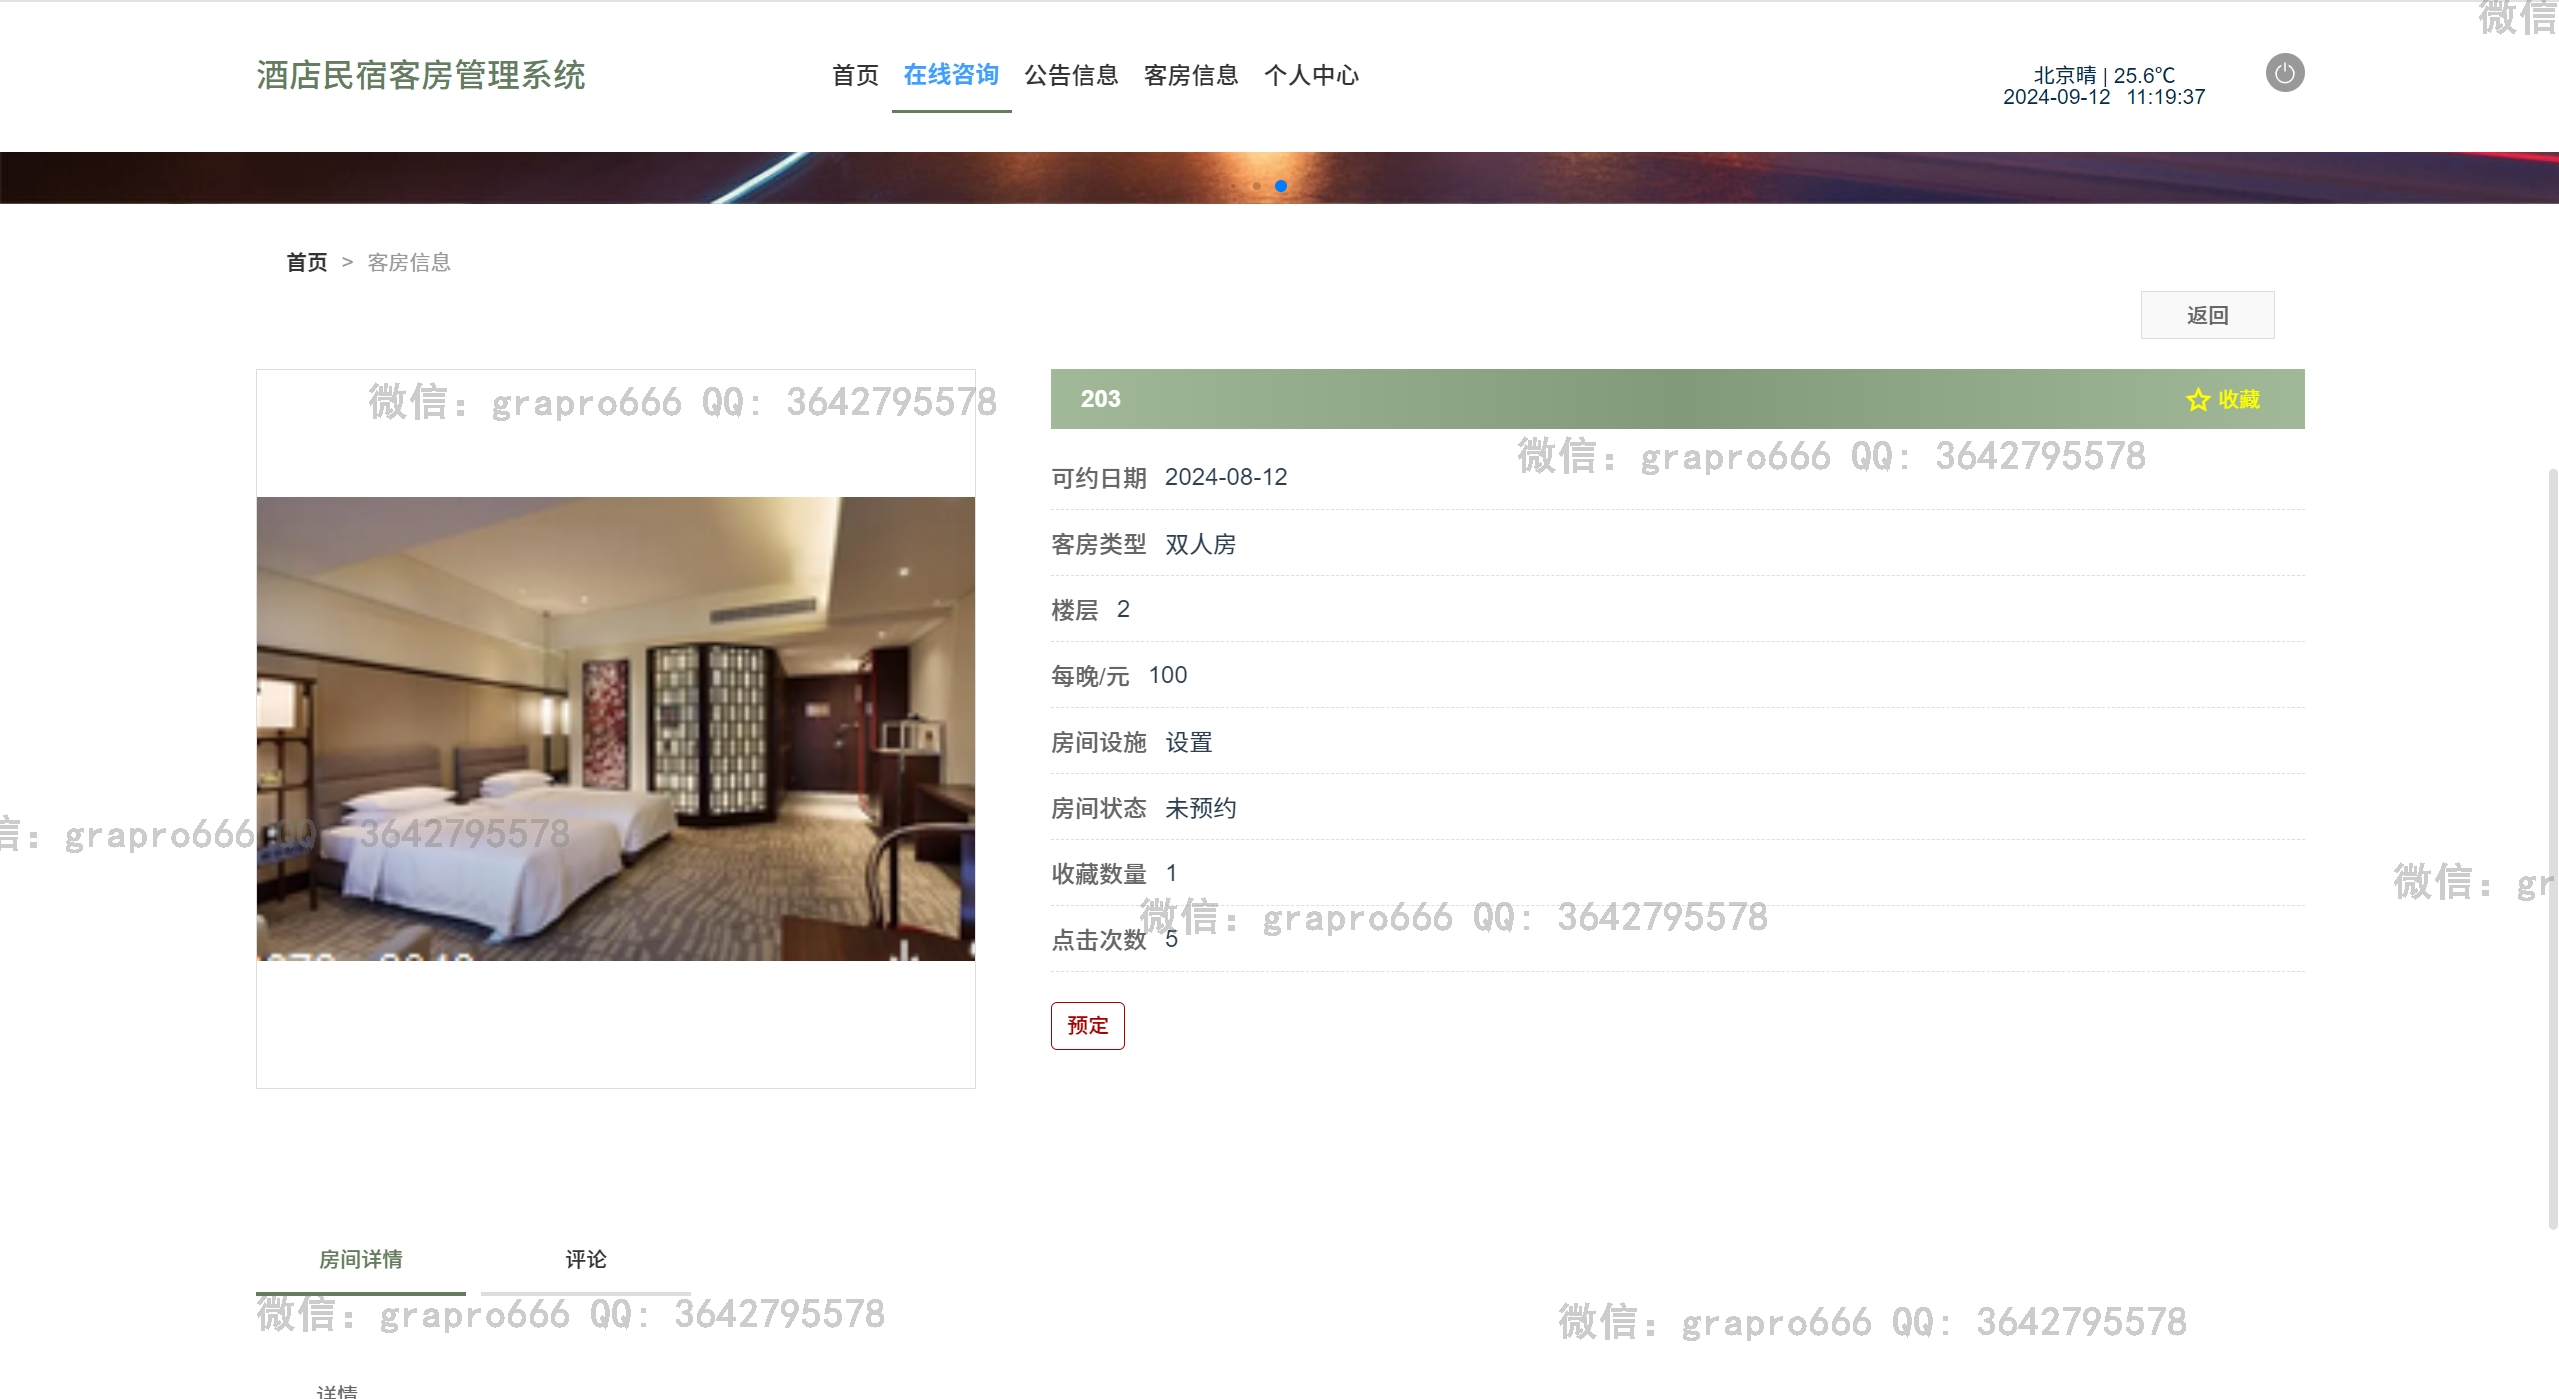 微信
酒店民宿客房管理系统
首页 在线咨询 公告信息 客房信息 个人中心
北京晴 | 25.6℃
2024-09-12 11:19:37
首页 > 客房信息
返回
微信: grapro666 QQ: 3642795578
203
收藏
微信: grapro666 QQ: 3642795578
可约日期 2024-08-12
客房类型 双人房
楼层 2
每晚/元 100
房间设施 设置
房间状态 未预约
信: grapro666 QQ: 3642795578
收藏数量 1
微信: gr
微信: grapro666 QQ: 3642795578
点击次数 5
预定
房间详情 评论
微信: grapro666 QQ: 3642795578
微信: grapro666 QQ: 3642795578
详情